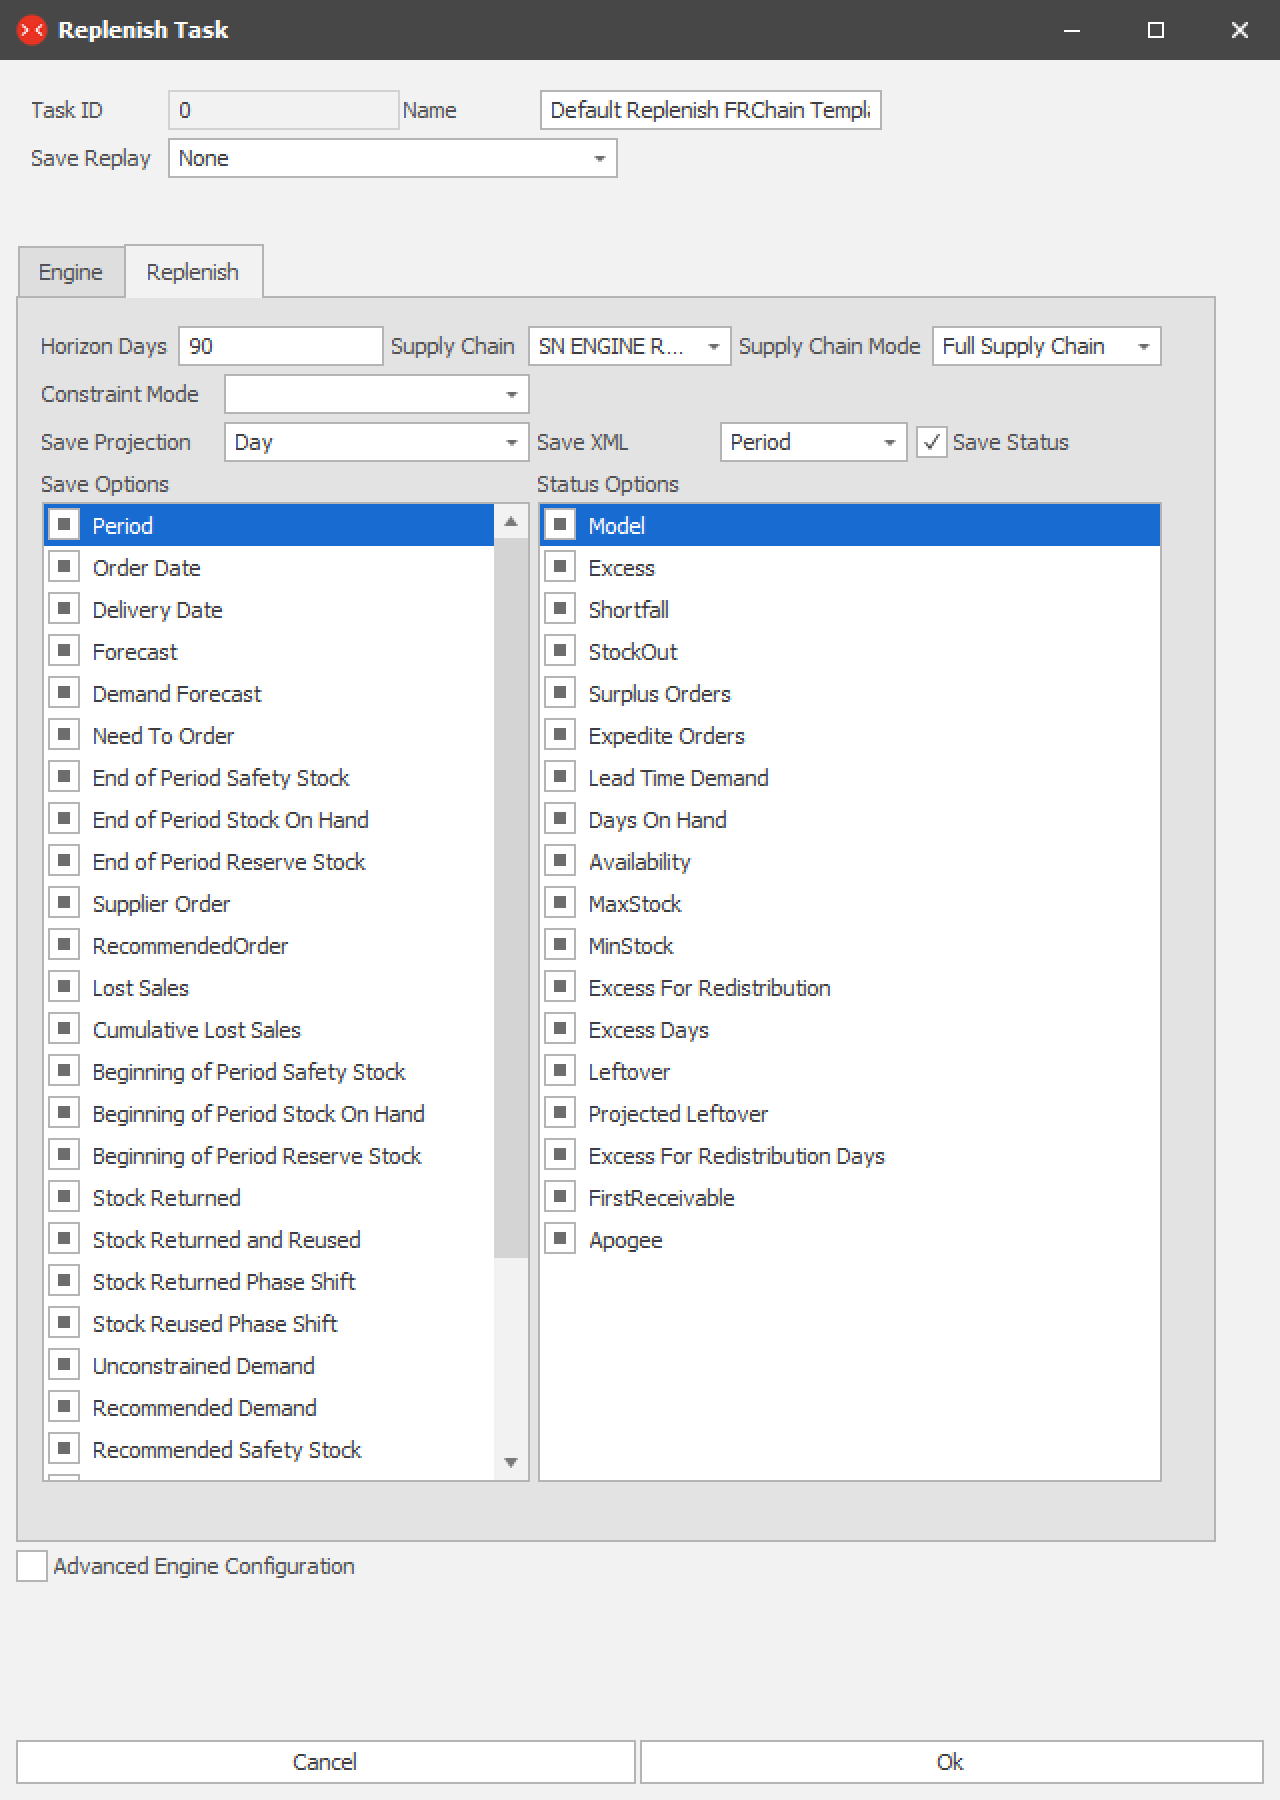 Replenish Task
Task ID 0 Name Default Replenish FRChain Templ
Save Replay None
Engine Replenish
Horizon Days 90 Supply Chain SN ENGINE R... Supply Chain Mode Full Supply Chain
Constraint Mode
Save Projection Day Save XML Period Save Status
Save Options Status Options
Period Model
Order Date Excess
Delivery Date Shortfall
Forecast StockOut
Demand Forecast Surplus Orders
Need To Order Expedite Orders
End of Period Safety Stock Lead Time Demand
End of Period Stock On Hand Days On Hand
End of Period Reserve Stock Availability
Supplier Order MaxStock
RecommendedOrder MinStock
Lost Sales Excess For Redistribution
Cumulative Lost Sales Excess Days
Beginning of Period Safety Stock Leftover
Beginning of Period Stock On Hand Projected Leftover
Beginning of Period Reserve Stock Excess For Redistribution Days
Stock Returned FirstReceivable
Stock Returned and Reused Apogee
Stock Returned Phase Shift
Stock Reused Phase Shift
Unconstrained Demand
Recommended Demand
Recommended Safety Stock
Advanced Engine Configuration
Cancel Ok